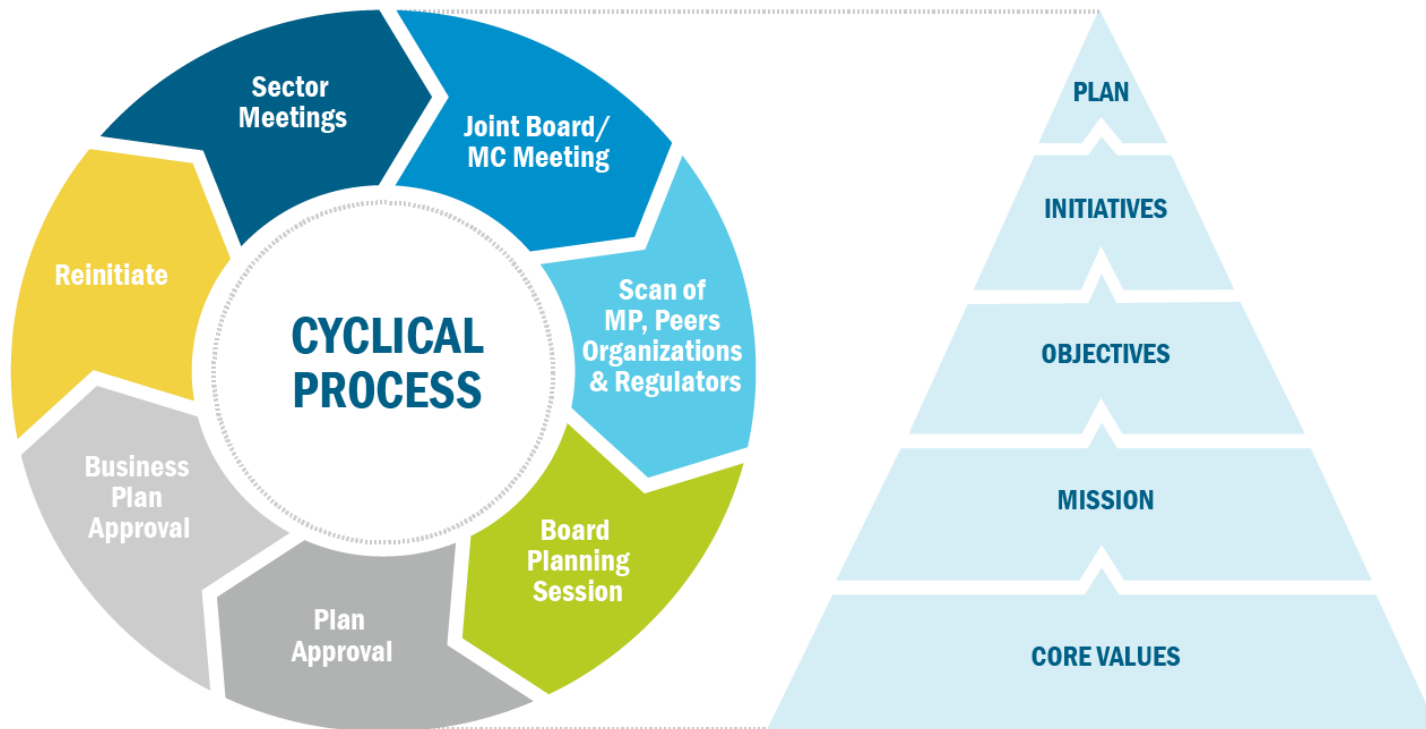 Sector
Meetings
Joint Board/
MC Meeting
Scan of
MP, Peers
Organizations
& Regulators
Board
Planning
Session
Plan
Approval
Business
Plan
Approval
Reinitiate
CYCLICAL
PROCESS
PLAN
INITIATIVES
OBJECTIVES
MISSION
CORE VALUES